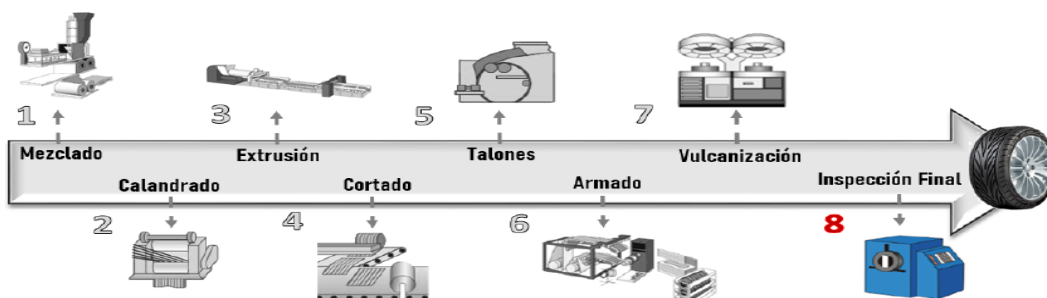 1
Mezclado
2
Calandrado
3
Extrusión
4
Cortado
5
Talones
6
Armado
7
Vulcanización
8
Inspección Final